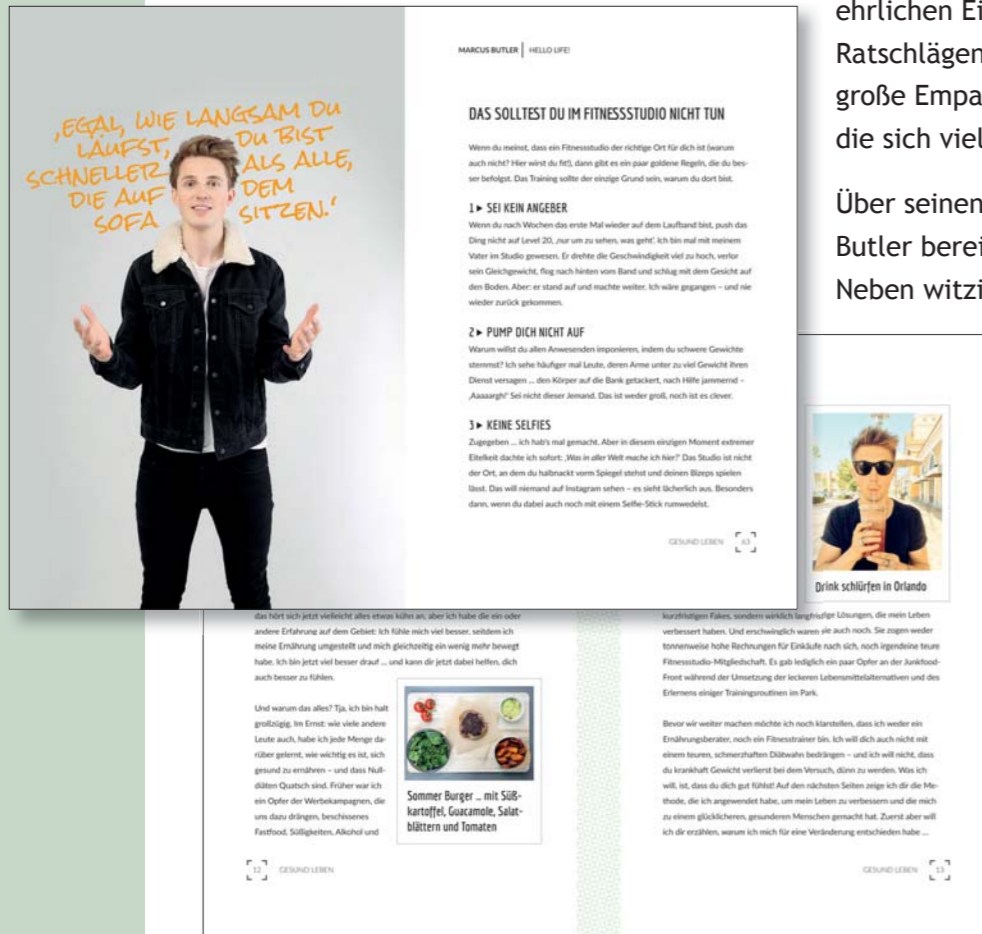 MARCUS BUTLER | HELLO LIFE!
‚EGAL, WIE LANGSAM DU
LÄUFST, DU BIST
SCHNELLER ALS ALLE,
DIE AUF DEM
SOFA SITZEN.‘
DAS SOLLTEST DU IM FITNESSSTUDIO NICHT TUN
Wenn du meinst, dass ein Fitnessstudio der richtige Ort für dich ist (warum
auch nicht? Hier wirst du fit!), dann gibt es ein paar goldene Regeln, die du bes-
ser befolgst. Das Training sollte der einzige Grund sein, warum du dort bist.
1 ► SEI KEIN ANGEBER
Wenn du nach Wochen das erste Mal wieder auf dem Laufband bist, push das
Ding nicht auf Level 20, ‚nur um zu sehen, was geht‘. Ich bin mal mit meinem
Vater im Studio gewesen. Er drehte die Geschwindigkeit viel zu hoch, verlor
sein Gleichgewicht, flog nach hinten vom Band und schlug mit dem Gesicht auf
den Boden. Aber: er stand auf und machte weiter. Ich wäre gegangen – und nie
wieder zurück gekommen.
2 ► PUMP DICH NICHT AUF
Warum willst du allen Anwesenden imponieren, indem du schwere Gewichte
stemmst? Ich sehe häufiger mal Leute, deren Arme unter zu viel Gewicht ihren
Dienst versagen ... den Körper auf die Bank getackert, nach Hilfe jammernd –
‚Aaaaargh!‘ Sei nicht dieser Jemand. Das ist weder groß, noch ist es clever.
3 ► KEINE SELFIES
Zugegeben ... ich hab's mal gemacht. Aber in diesem einzigen Moment extremer
Eitelkeit dachte ich sofort: ‚Was in aller Welt mache ich hier?‘ Das Studio ist nicht
der Ort, an dem du halbnackt vorm Spiegel stehst und deinen Bizeps spielen
lässt. Das will niemand auf Instagram sehen – es sieht lächerlich aus. Besonders
dann, wenn du dabei auch noch mit einem Selfie-Stick rumwedelst.
GESUND LEBEN 63
ehrlichen Ei
Ratschlägen
große Empa
die sich viel
Über seinen
Butler berei
Neben witzi
Drink schlürfen in Orlando
das hört sich jetzt vielleicht alles etwas kühn an, aber ich habe die ein oder
andere Erfahrung auf dem Gebiet: Ich fühle mich viel besser, seitdem ich
meine Ernährung umgestellt und mich gleichzeitig ein wenig mehr bewegt
habe. Ich bin jetzt viel besser drauf ... und kann dir jetzt dabei helfen, dich
auch besser zu fühlen.
Und warum das alles? Tja, ich bin halt
großzügig. Im Ernst: wie viele andere
Leute auch, habe ich jede Menge da-
rüber gelernt, wie wichtig es ist, sich
gesund zu ernähren – und dass Null-
diäten Quatsch sind. Früher war ich
ein Opfer der Werbekampagnen, die
uns dazu drängen, beschissenes
Fastfood, Süßigkeiten, Alkohol und
Sommer Burger ... mit Süß-
kartoffel, Guacamole, Salat-
blättern und Tomaten
12 GESUND LEBEN
kurzfristigen Fakes, sondern wirklich langfristige Lösungen, die mein Leben
verbessert haben. Und erschwinglich waren sie auch noch. Sie zogen weder
tonnenweise hohe Rechnungen für Einkäufe nach sich, noch irgendeine teure
Fitnessstudio-Mitgliedschaft. Es gab lediglich ein paar Opfer an der Junkfood-
Front während der Umsetzung der leckeren Lebensmittelalternativen und des
Erlernens einiger Trainingsroutinen im Park.
Bevor wir weiter machen möchte ich noch klarstellen, dass ich weder ein
Ernährungsberater, noch ein Fitnesstrainer bin. Ich will dich auch nicht mit
einem teuren, schmerzhaften Diätwahn bedrängen – und ich will nicht, dass
du krankhaft Gewicht verlierst bei dem Versuch, dünn zu werden. Was ich
will, ist, dass du dich gut fühlst! Auf den nächsten Seiten zeige ich dir die Me-
thode, die ich angewendet habe, um mein Leben zu verbessern und die mich
zu einem glücklicheren, gesünderen Menschen gemacht hat. Zuerst aber will
ich dir erzählen, warum ich mich für eine Veränderung entschieden habe ...
GESUND LEBEN 13